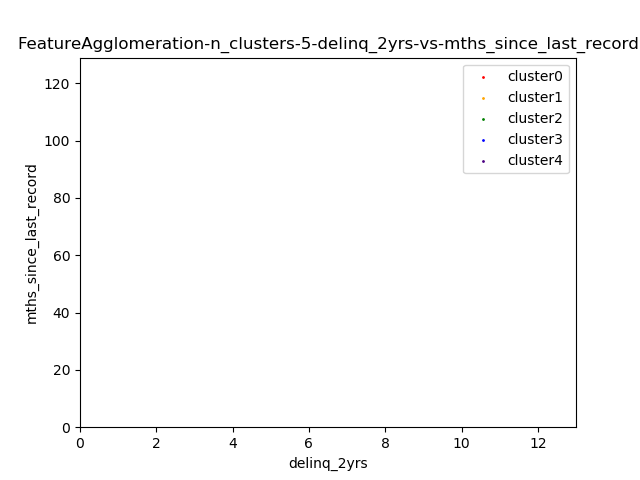 FeatureAgglomeration-n_clusters-5-delinq_2yrs-vs-mths_since_last_record
cluster0
cluster1
cluster2
cluster3
cluster4
120
100
80
60
40
20
0
mths_since_last_record
0 2 4 6 8 10 12
delinq_2yrs